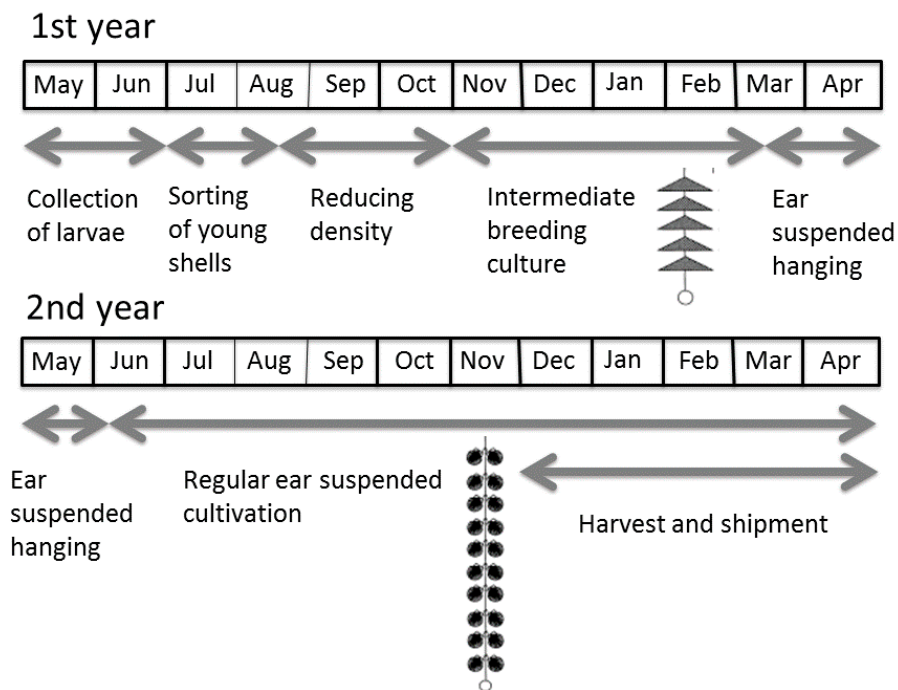 1st year
May Jun Jul Aug Sep Oct Nov Dec Jan Feb Mar Apr
Collection
of larvae
Sorting
of young
shells
Reducing
density
Intermediate
breeding
culture
Ear
suspended
hanging
2nd year
May Jun Jul Aug Sep Oct Nov Dec Jan Feb Mar Apr
Ear
suspended
hanging
Regular ear suspended
cultivation
Harvest and shipment